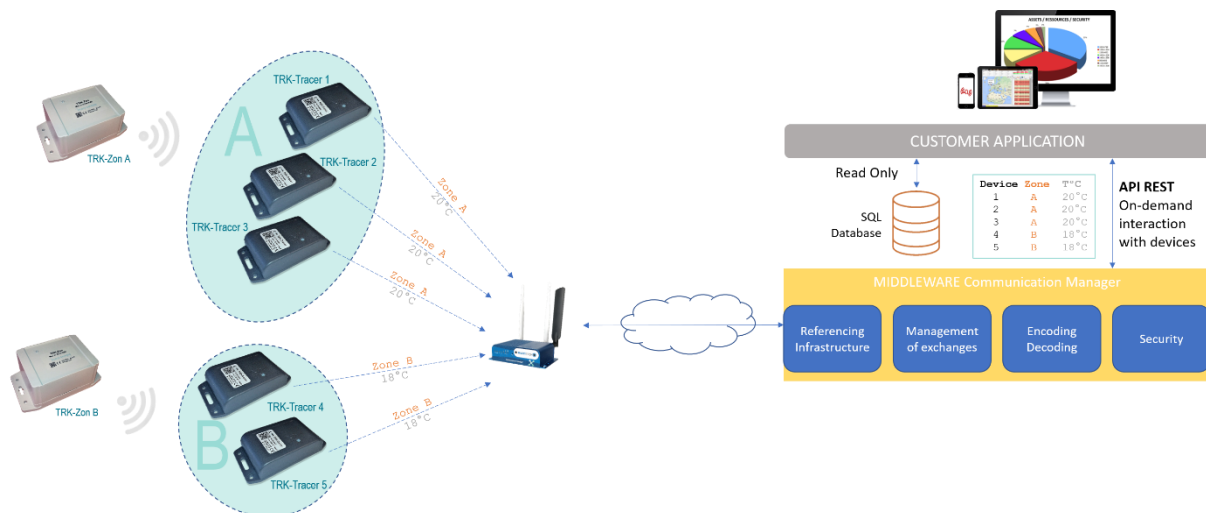 TRK-Zon A
A
TRK-Tracer 1
TRK-Tracer 2
TRK-Tracer 3
Zone A
20°C
Zone A
20°C
Zone A
20°C
TRK-Zon B
B
TRK-Tracer 4
TRK-Tracer 5
Zone B
18°C
Zone B
18°C
ASSETS / RESSOURCES / SECURITY
CUSTOMER APPLICATION
Read Only
SQL
Database
Device Zone T°C
1 A 20°C
2 A 20°C
3 A 20°C
4 B 18°C
5 B 18°C
API REST
On-demand
interaction
with devices
MIDDLEWARE Communication Manager
Referencing
Infrastructure
Management
of exchanges
Encoding
Decoding
Security